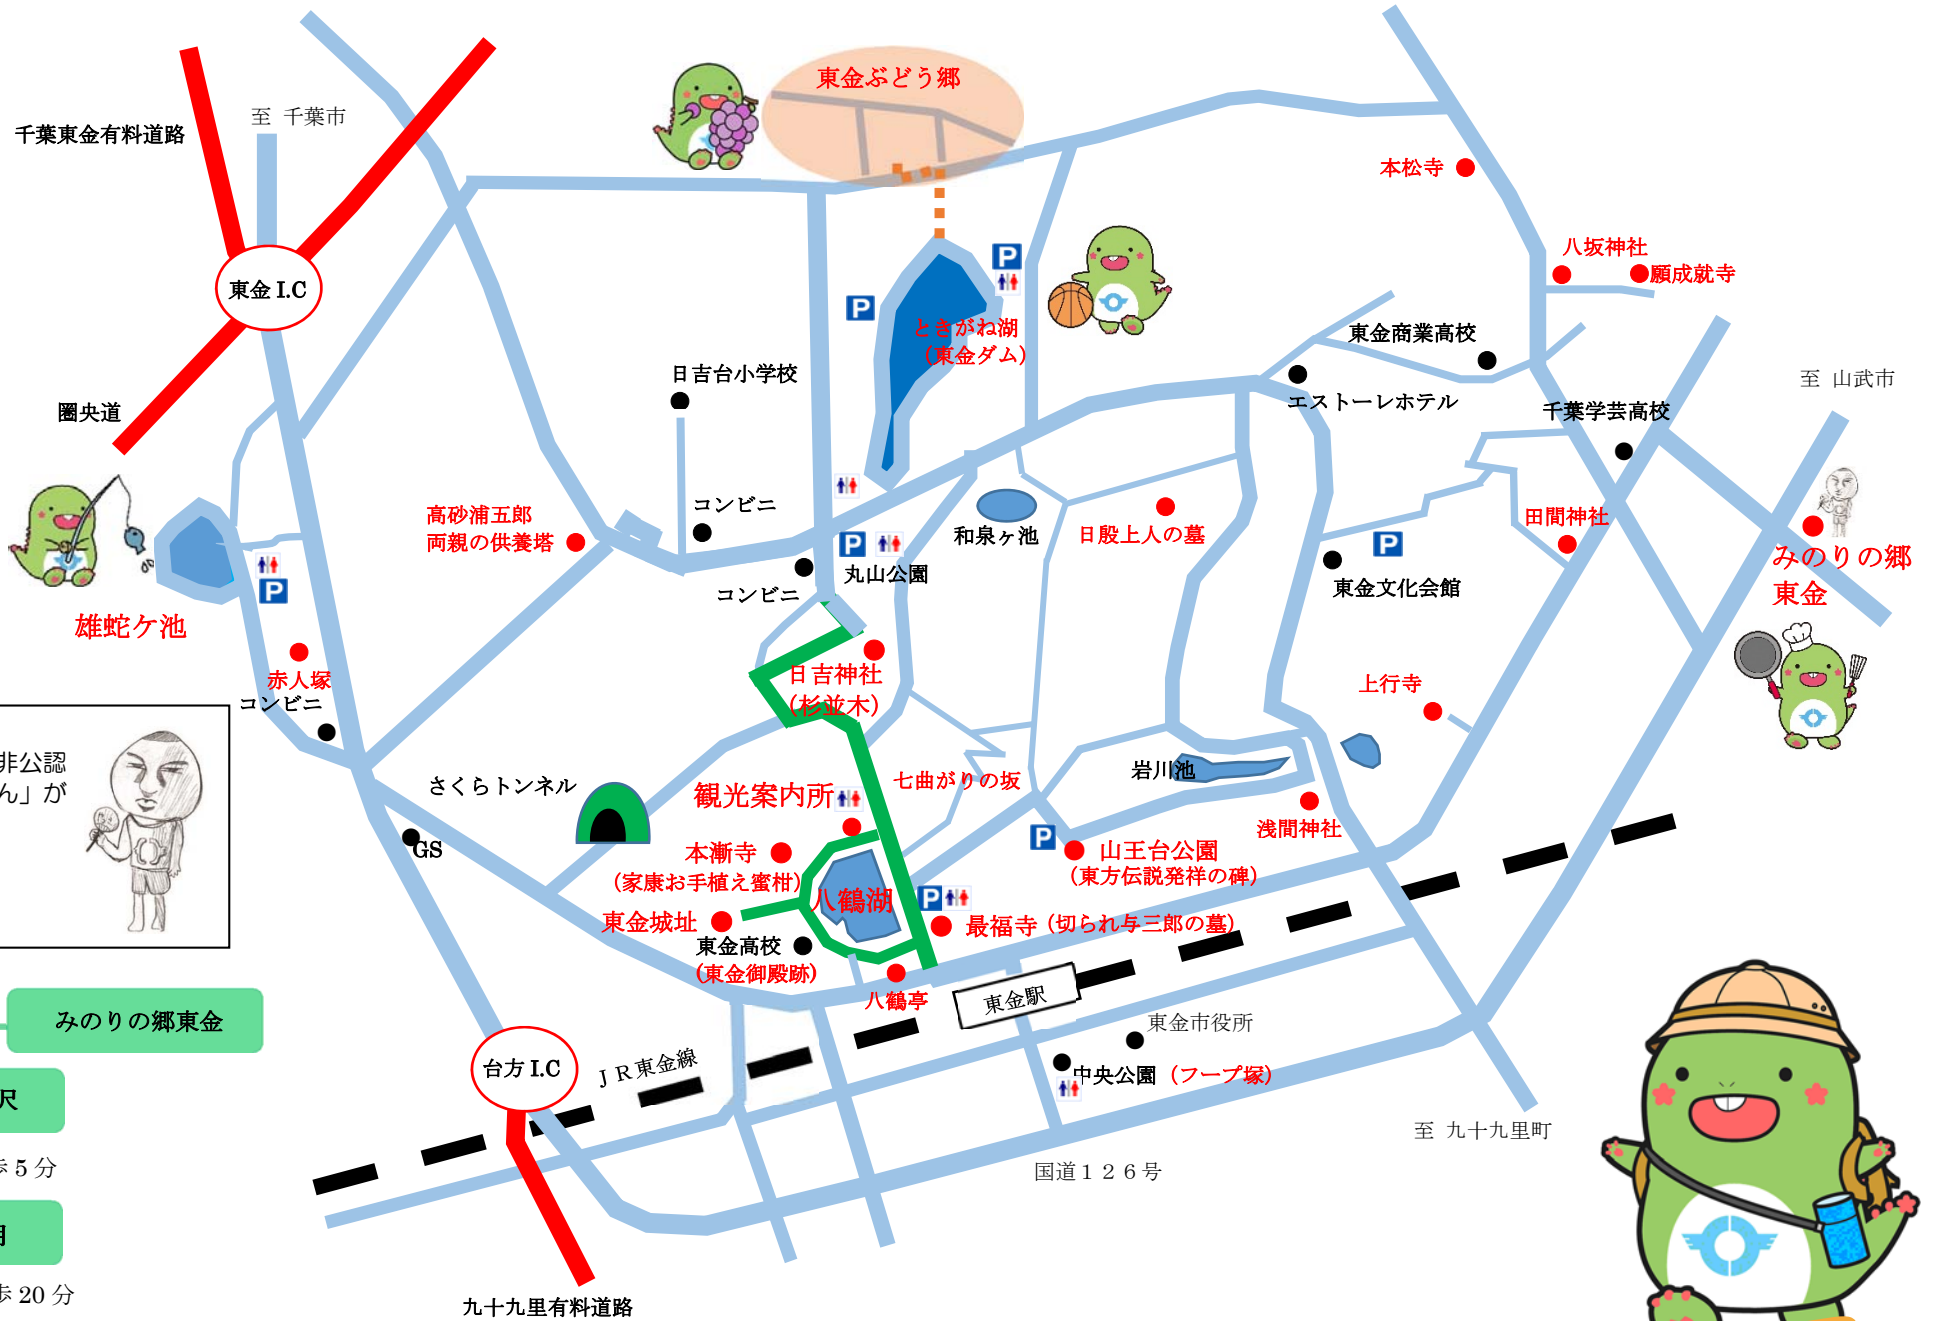 東金ぶどう郷
至 千葉市
千葉東金有料道路
本松寺
八坂神社
願成就寺
東金 I.C
ときがね湖
（東金ダム）
東金商業高校
日吉台小学校
至 山武市
エストーレホテル
千葉学芸高校
圏央道
コンビニ
高砂浦五郎
両親の供養塔
和泉ヶ池
日殷上人の墓
田間神社
みのりの郷
東金
丸山公園
コンビニ
東金文化会館
雄蛇ケ池
赤人塚
コンビニ
日吉神社
（杉並木）
上行寺
非公認
ん」が
さくらトンネル
観光案内所
七曲がりの坂
岩川池
浅間神社
GS
本漸寺
（家康お手植え蜜柑）
山王台公園
（東方伝説発祥の碑）
八鶴湖
東金城址
最福寺（切られ与三郎の墓）
東金高校
（東金御殿跡）
八鶴亭
東金駅
みのりの郷東金
東金市役所
台方 I.C
ＪＲ東金線
中央公園（フープ塚）
沢
至 九十九里町
歩 5 分
国道１２６号
歩 20 分
九十九里有料道路
P
P
P
P
P
P
P